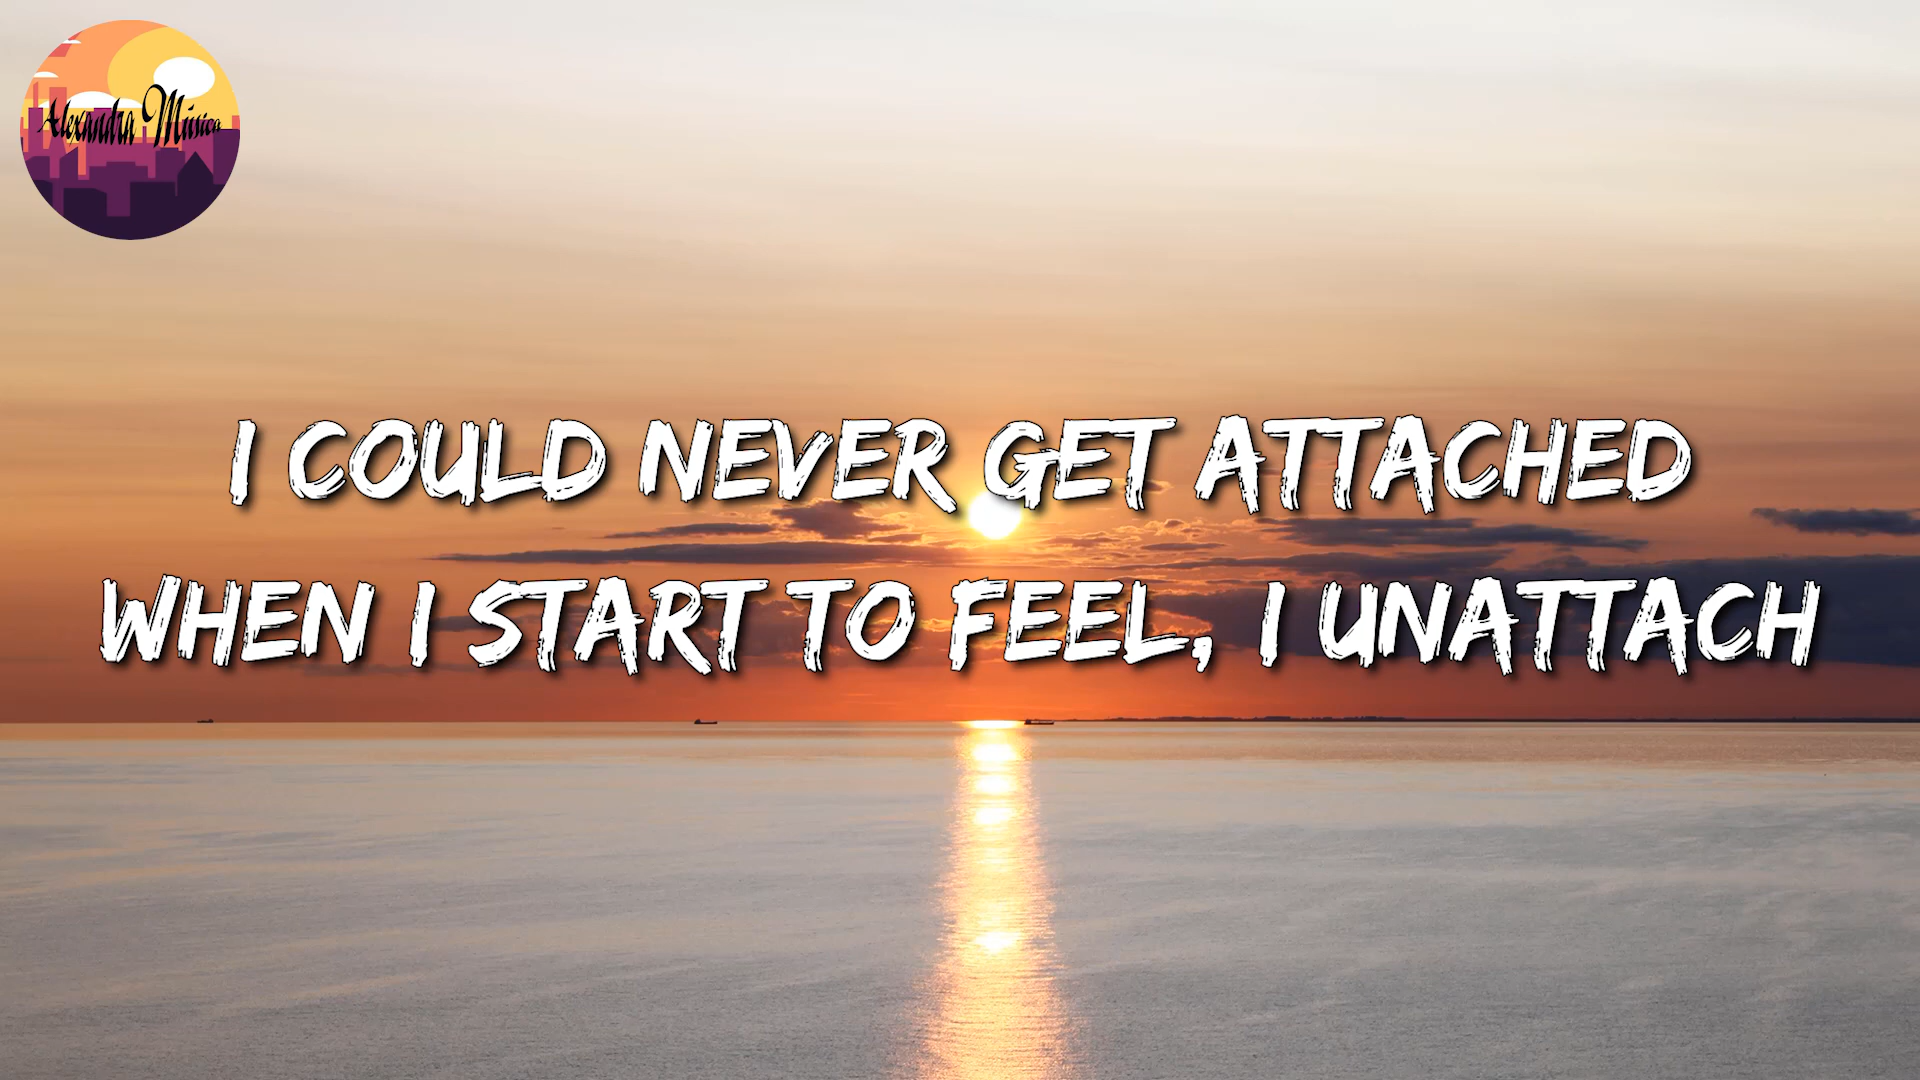 Alexandra Música
I COULD NEVER GET ATTACHED
WHEN I START TO FEEL, I UNATTACH